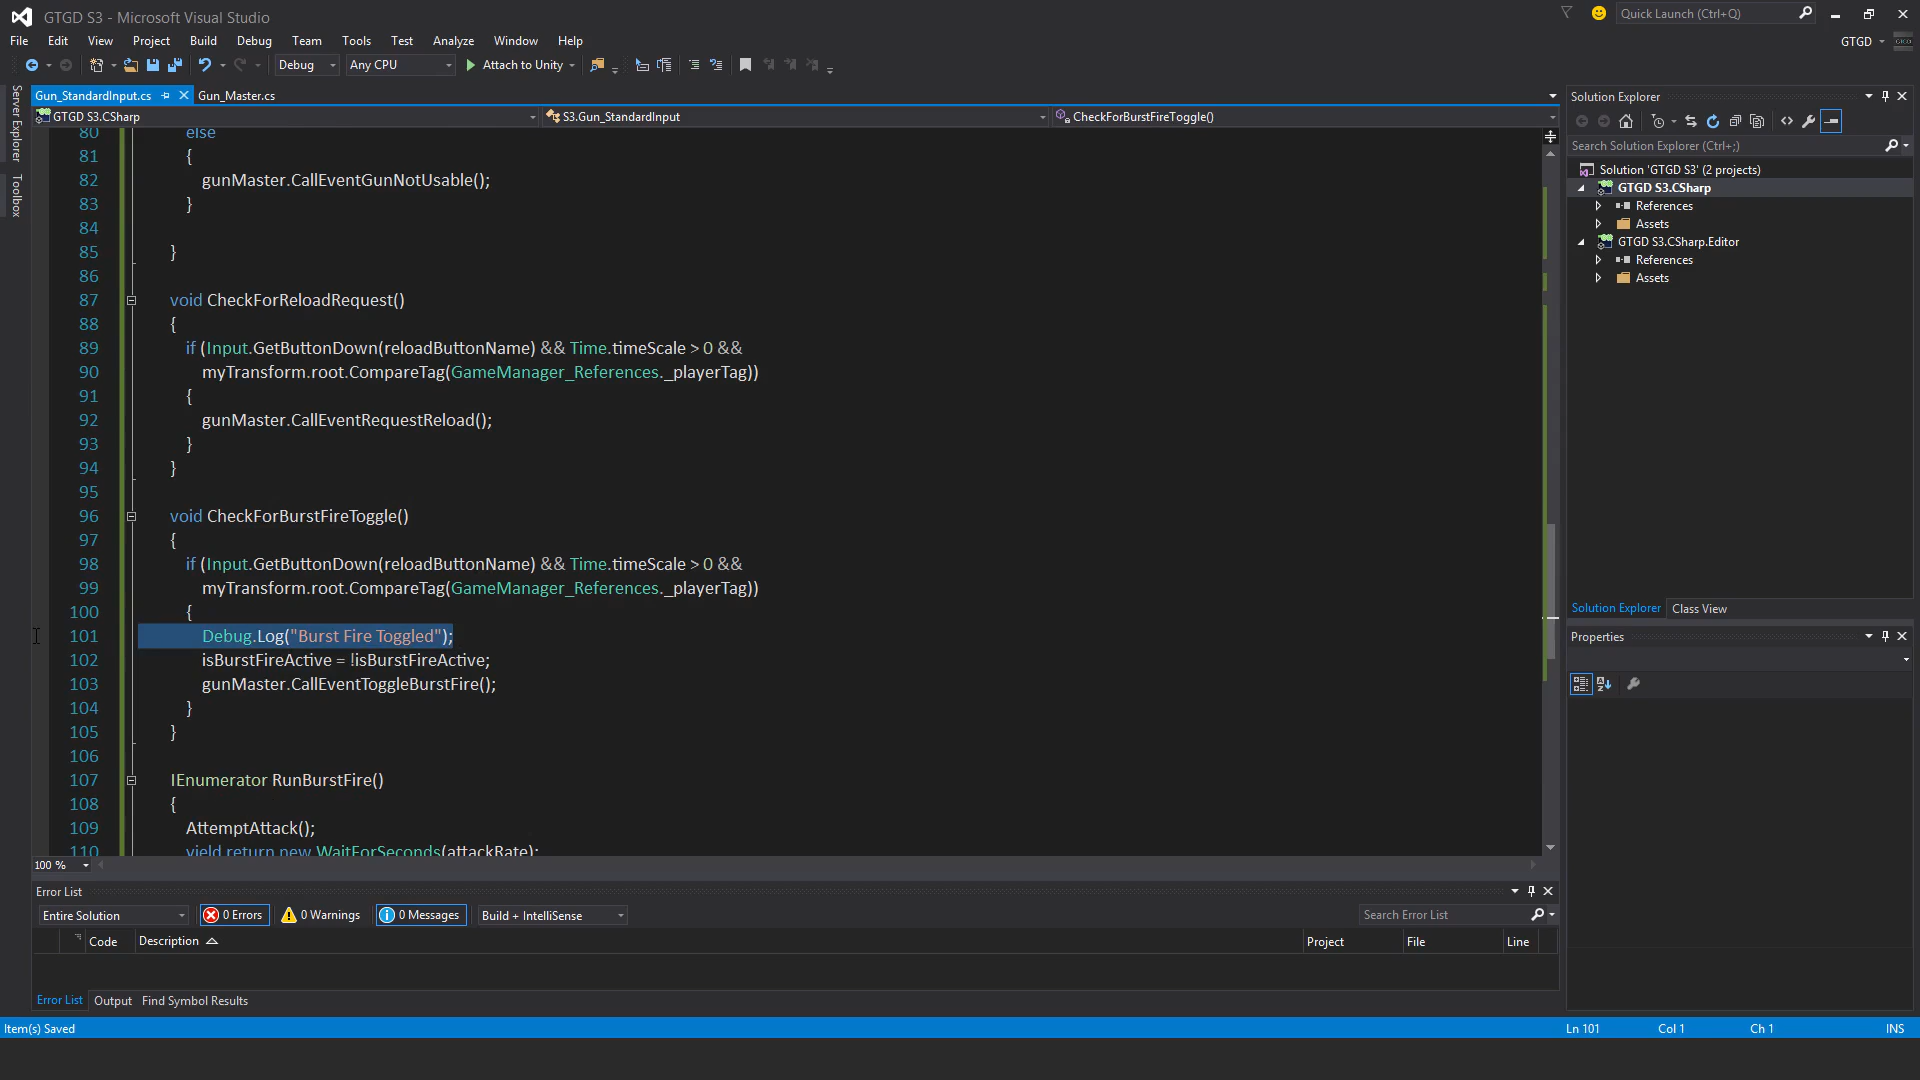 GTGD S3 - Microsoft Visual Studio
Quick Launch (Ctrl+Q)
File Edit View Project Build Debug Team Tools Test Analyze Window Help
GTGD
Debug Any CPU Attach to Unity
Server Explorer
Toolbox
Gun_StandardInput.cs Gun_Master.cs
GTGD S3.CSharp S3.Gun_StandardInput CheckForBurstFireToggle()
80 else
81 {
82 gunMaster.CallEventGunNotUsable();
83 }
84
85 }
86
87 void CheckForReloadRequest()
88 {
89 if (Input.GetButtonDown(reloadButtonName) && Time.timeScale > 0 &&
90 myTransform.root.CompareTag(GameManager_References._playerTag))
91 {
92 gunMaster.CallEventRequestReload();
93 }
94 }
95
96 void CheckForBurstFireToggle()
97 {
98 if (Input.GetButtonDown(reloadButtonName) && Time.timeScale > 0 &&
99 myTransform.root.CompareTag(GameManager_References._playerTag))
100 {
101 Debug.Log("Burst Fire Toggled");
102 isBurstFireActive = !isBurstFireActive;
103 gunMaster.CallEventToggleBurstFire();
104 }
105 }
106
107 IEnumerator RunBurstFire()
108 {
109 AttemptAttack();
110 yield return new WaitForSeconds(attackRate);
100 %
Solution Explorer
Search Solution Explorer (Ctrl+;)
Solution 'GTGD S3' (2 projects)
GTGD S3.CSharp
References
Assets
GTGD S3.CSharp.Editor
References
Assets
Solution Explorer Class View
Properties
Error List
Entire Solution 0 Errors 0 Warnings 0 Messages Build + IntelliSense Search Error List
Code Description Project File Line
Error List Output Find Symbol Results
Item(s) Saved Ln 101 Col 1 Ch 1 INS